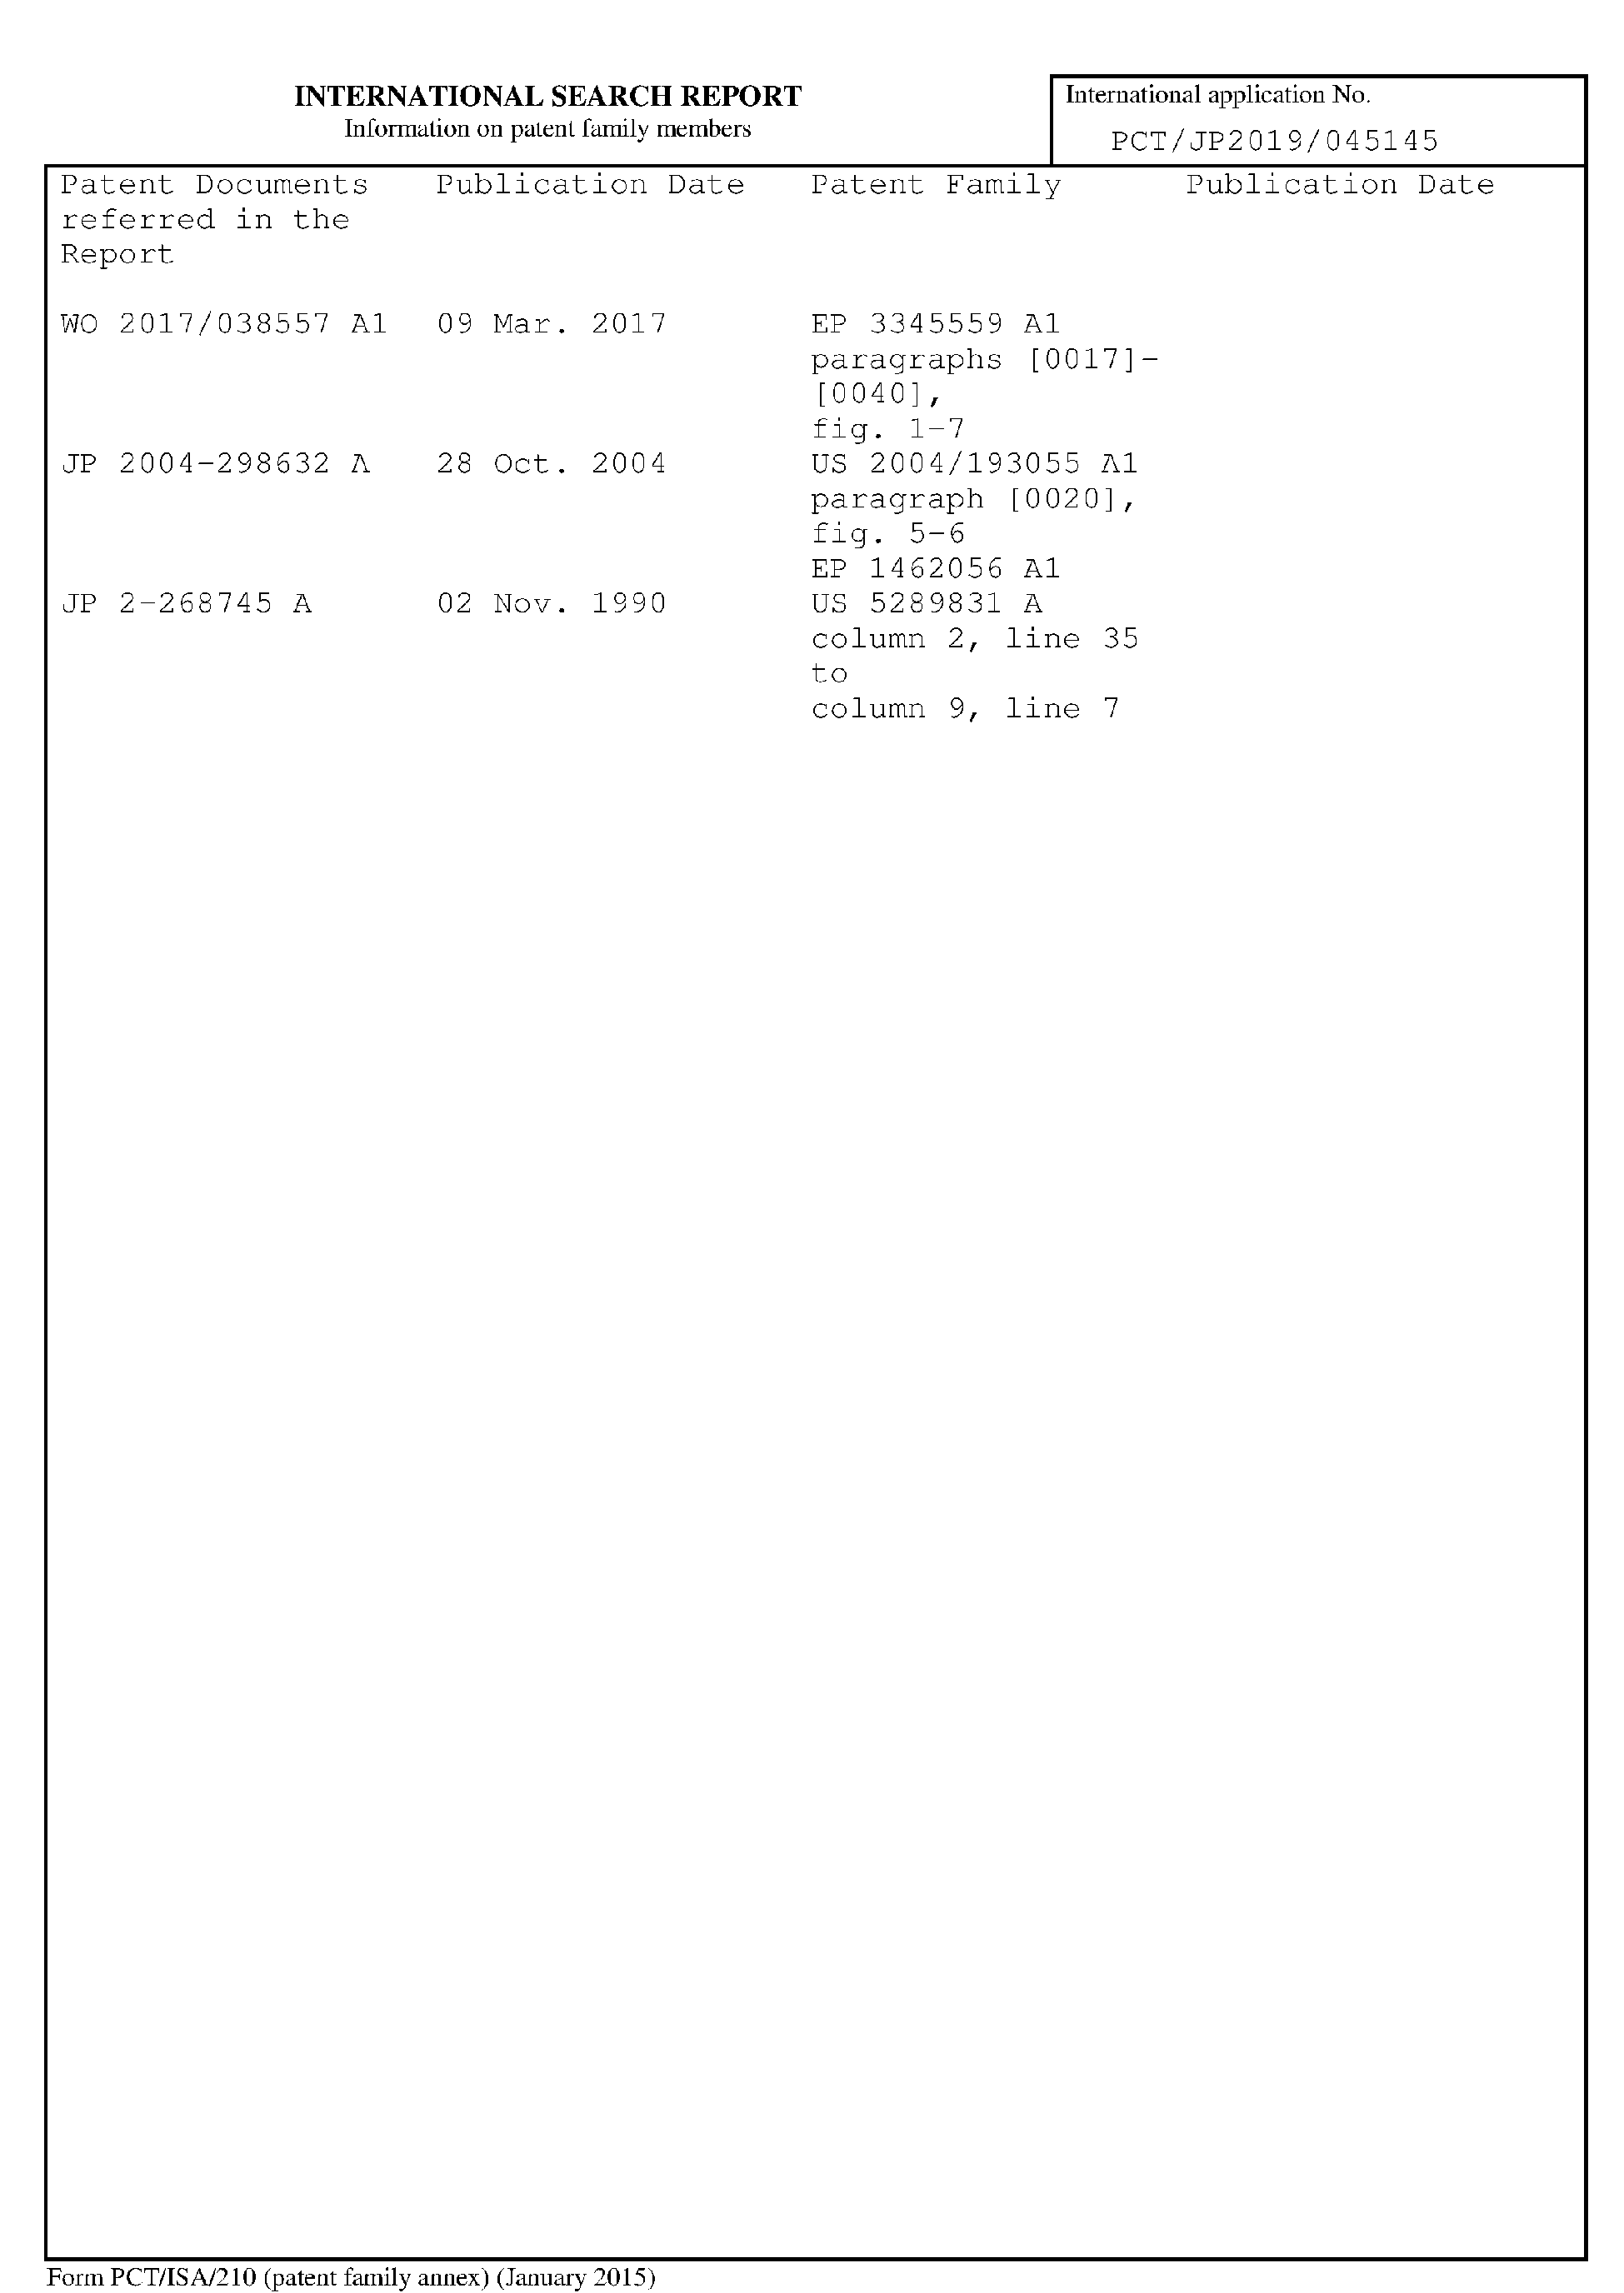 INTERNATIONAL SEARCH REPORT
Information on patent family members
International application No.
PCT/JP2019/045145
Patent Documents referred in the Report Publication Date Patent Family Publication Date
WO 2017/038557 A1 09 Mar. 2017 EP 3345559 A1
paragraphs [0017]-
[0040],
fig. 1-7
JP 2004-298632 A 28 Oct. 2004 US 2004/193055 A1
paragraph [0020],
fig. 5-6
EP 1462056 A1
JP 2-268745 A 02 Nov. 1990 US 5289831 A
column 2, line 35
to
column 9, line 7
Form PCT/ISA/210 (patent family annex) (January 2015)